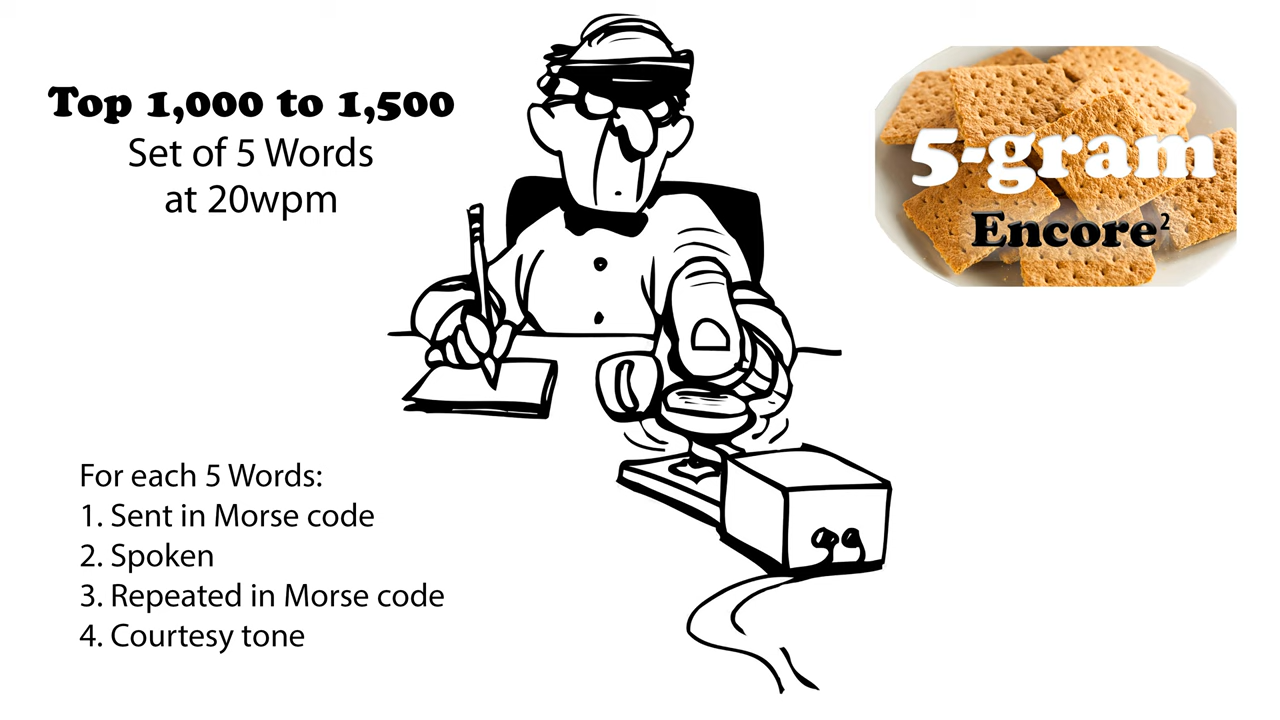 Top 1,000 to 1,500
Set of 5 Words
at 20wpm
5-gram
Encore²
For each 5 Words:
1. Sent in Morse code
2. Spoken
3. Repeated in Morse code
4. Courtesy tone